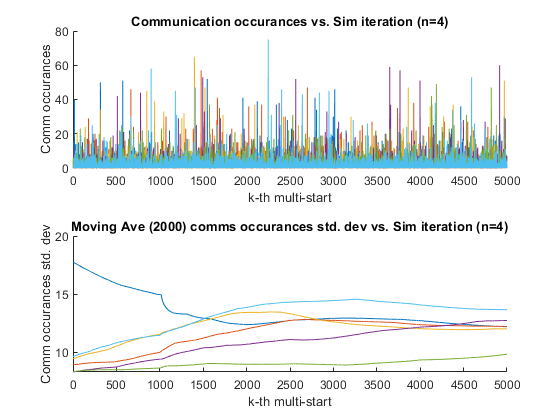 Communication occurances vs. Sim iteration (n=4)
Comm occurances
80
60
40
20
0
0 500 1000 1500 2000 2500 3000 3500 4000 4500 5000
k-th multi-start
Moving Ave (2000) comms occurances std. dev vs. Sim iteration (n=4)
Comm occurances std. dev
20
15
10
0 500 1000 1500 2000 2500 3000 3500 4000 4500 5000
k-th multi-start